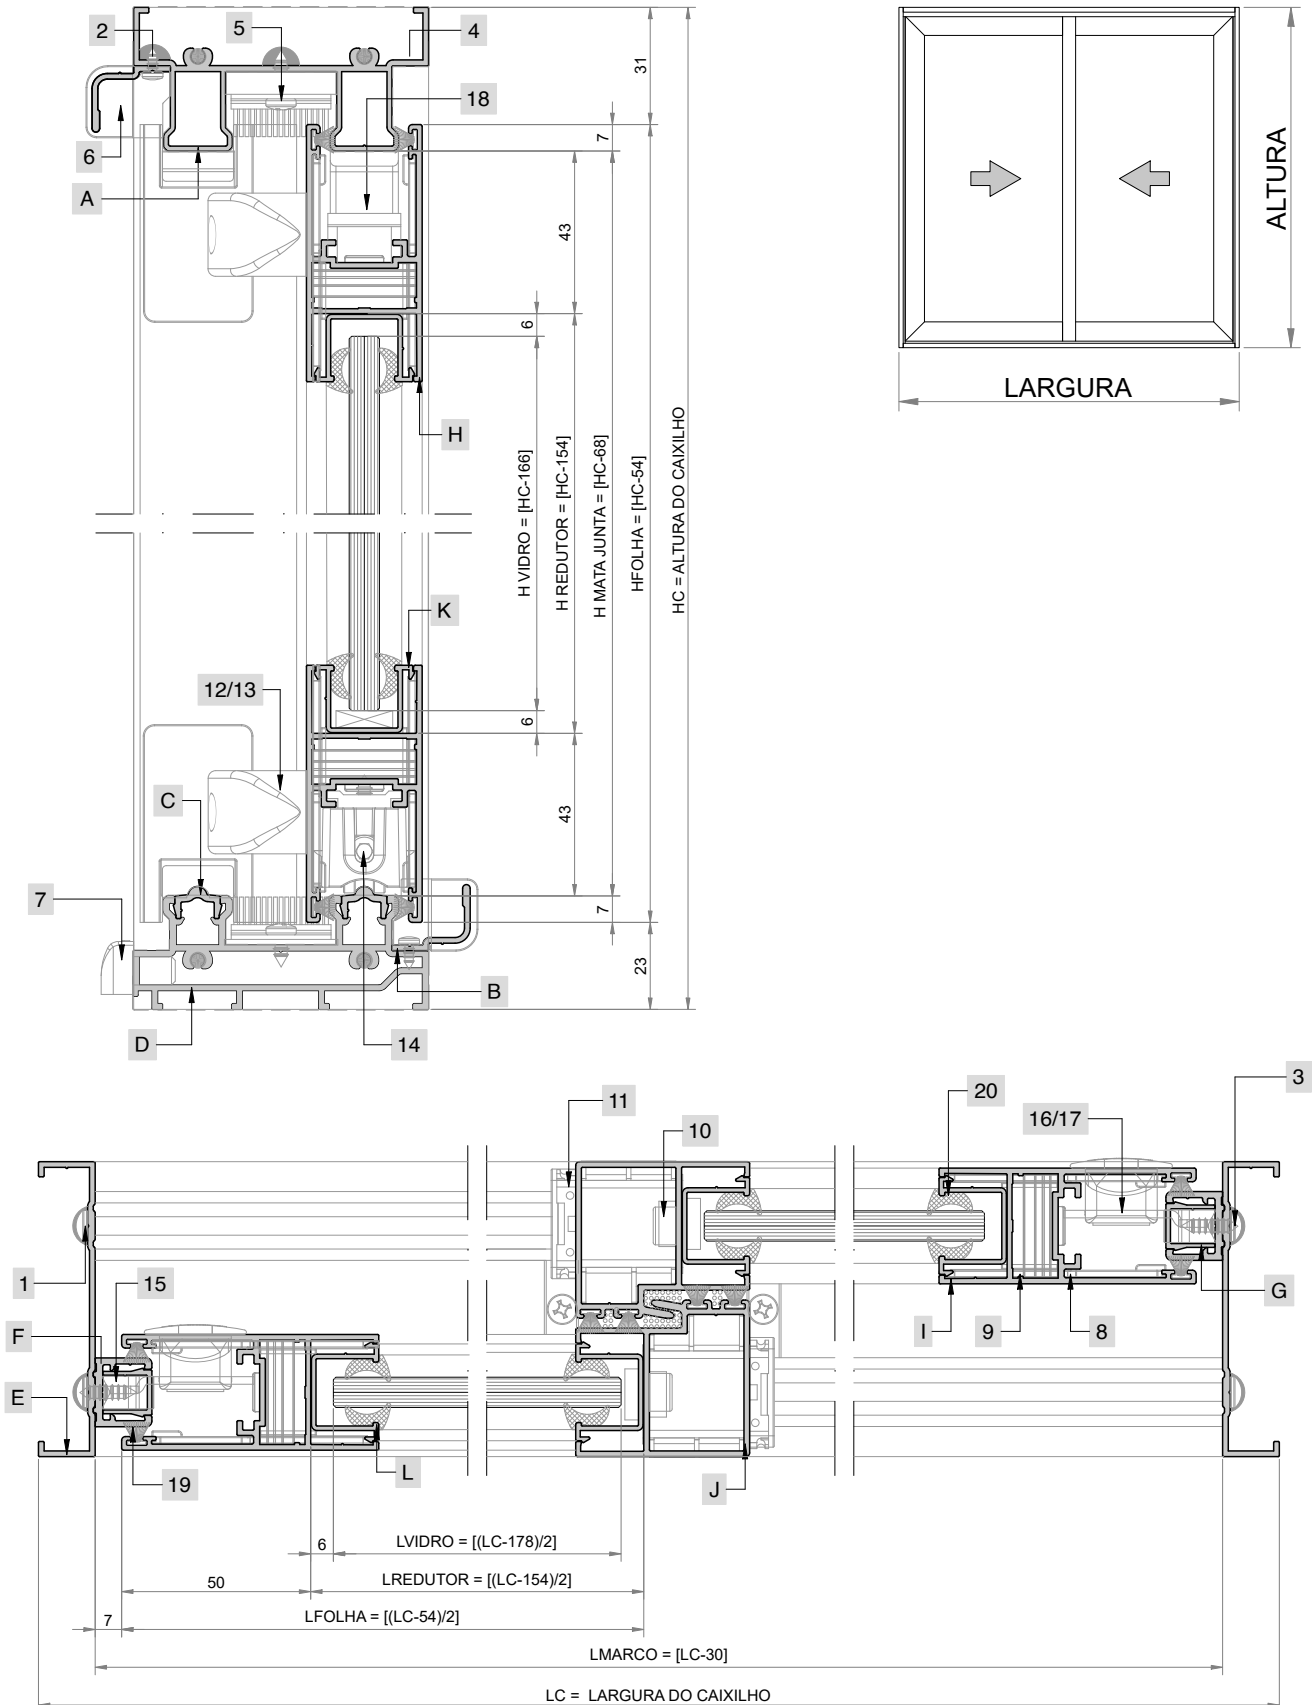 2
5
4
18
6
A
31
7
43
6
H
H VIDRO = [HC-166]
H REDUTOR = [HC-154]
H MATA JUNTA = [HC-68]
HFOLHA = [HC-54]
HC = ALTURA DO CAIXILHO
K
12/13
6
C
43
7
7
B
23
D
14
ALTURA
LARGURA
3
11
20
10
16/17
1
15
G
F
I
9
8
E
L
19
J
6
LVIDRO = [(LC-178)/2]
50
LREDUTOR = [(LC-154)/2]
7
LFOLHA = [(LC-54)/2]
LMARCO = [LC-30]
LC = LARGURA DO CAIXILHO